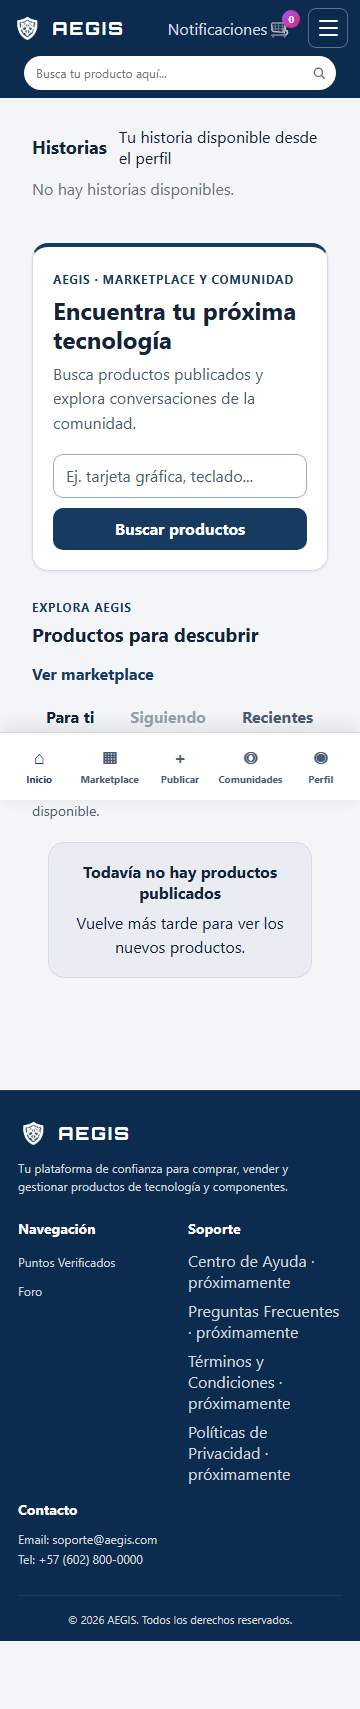 AEGIS
Notificaciones
0
Busca tu producto aquí...
Historias
Tu historia disponible desde
el perfil
No hay historias disponibles.
AEGIS · MARKETPLACE Y COMUNIDAD
Encuentra tu próxima
tecnología
Busca productos publicados y
explora conversaciones de la
comunidad.
Ej. tarjeta gráfica, teclado...
Buscar productos
EXPLORA AEGIS
Productos para descubrir
Ver marketplace
Para ti
Siguiendo
Recientes
Inicio
Marketplace
Publicar
Comunidades
Perfil
disponible.
Todavía no hay productos
publicados
Vuelve más tarde para ver los
nuevos productos.
AEGIS
Tu plataforma de confianza para comprar, vender y
gestionar productos de tecnología y componentes.
Navegación
Puntos Verificados
Foro
Soporte
Centro de Ayuda ·
próximamente
Preguntas Frecuentes
· próximamente
Términos y
Condiciones ·
próximamente
Políticas de
Privacidad ·
próximamente
Contacto
Email: soporte@aegis.com
Tel: +57 (602) 800-0000
© 2026 AEGIS. Todos los derechos reservados.